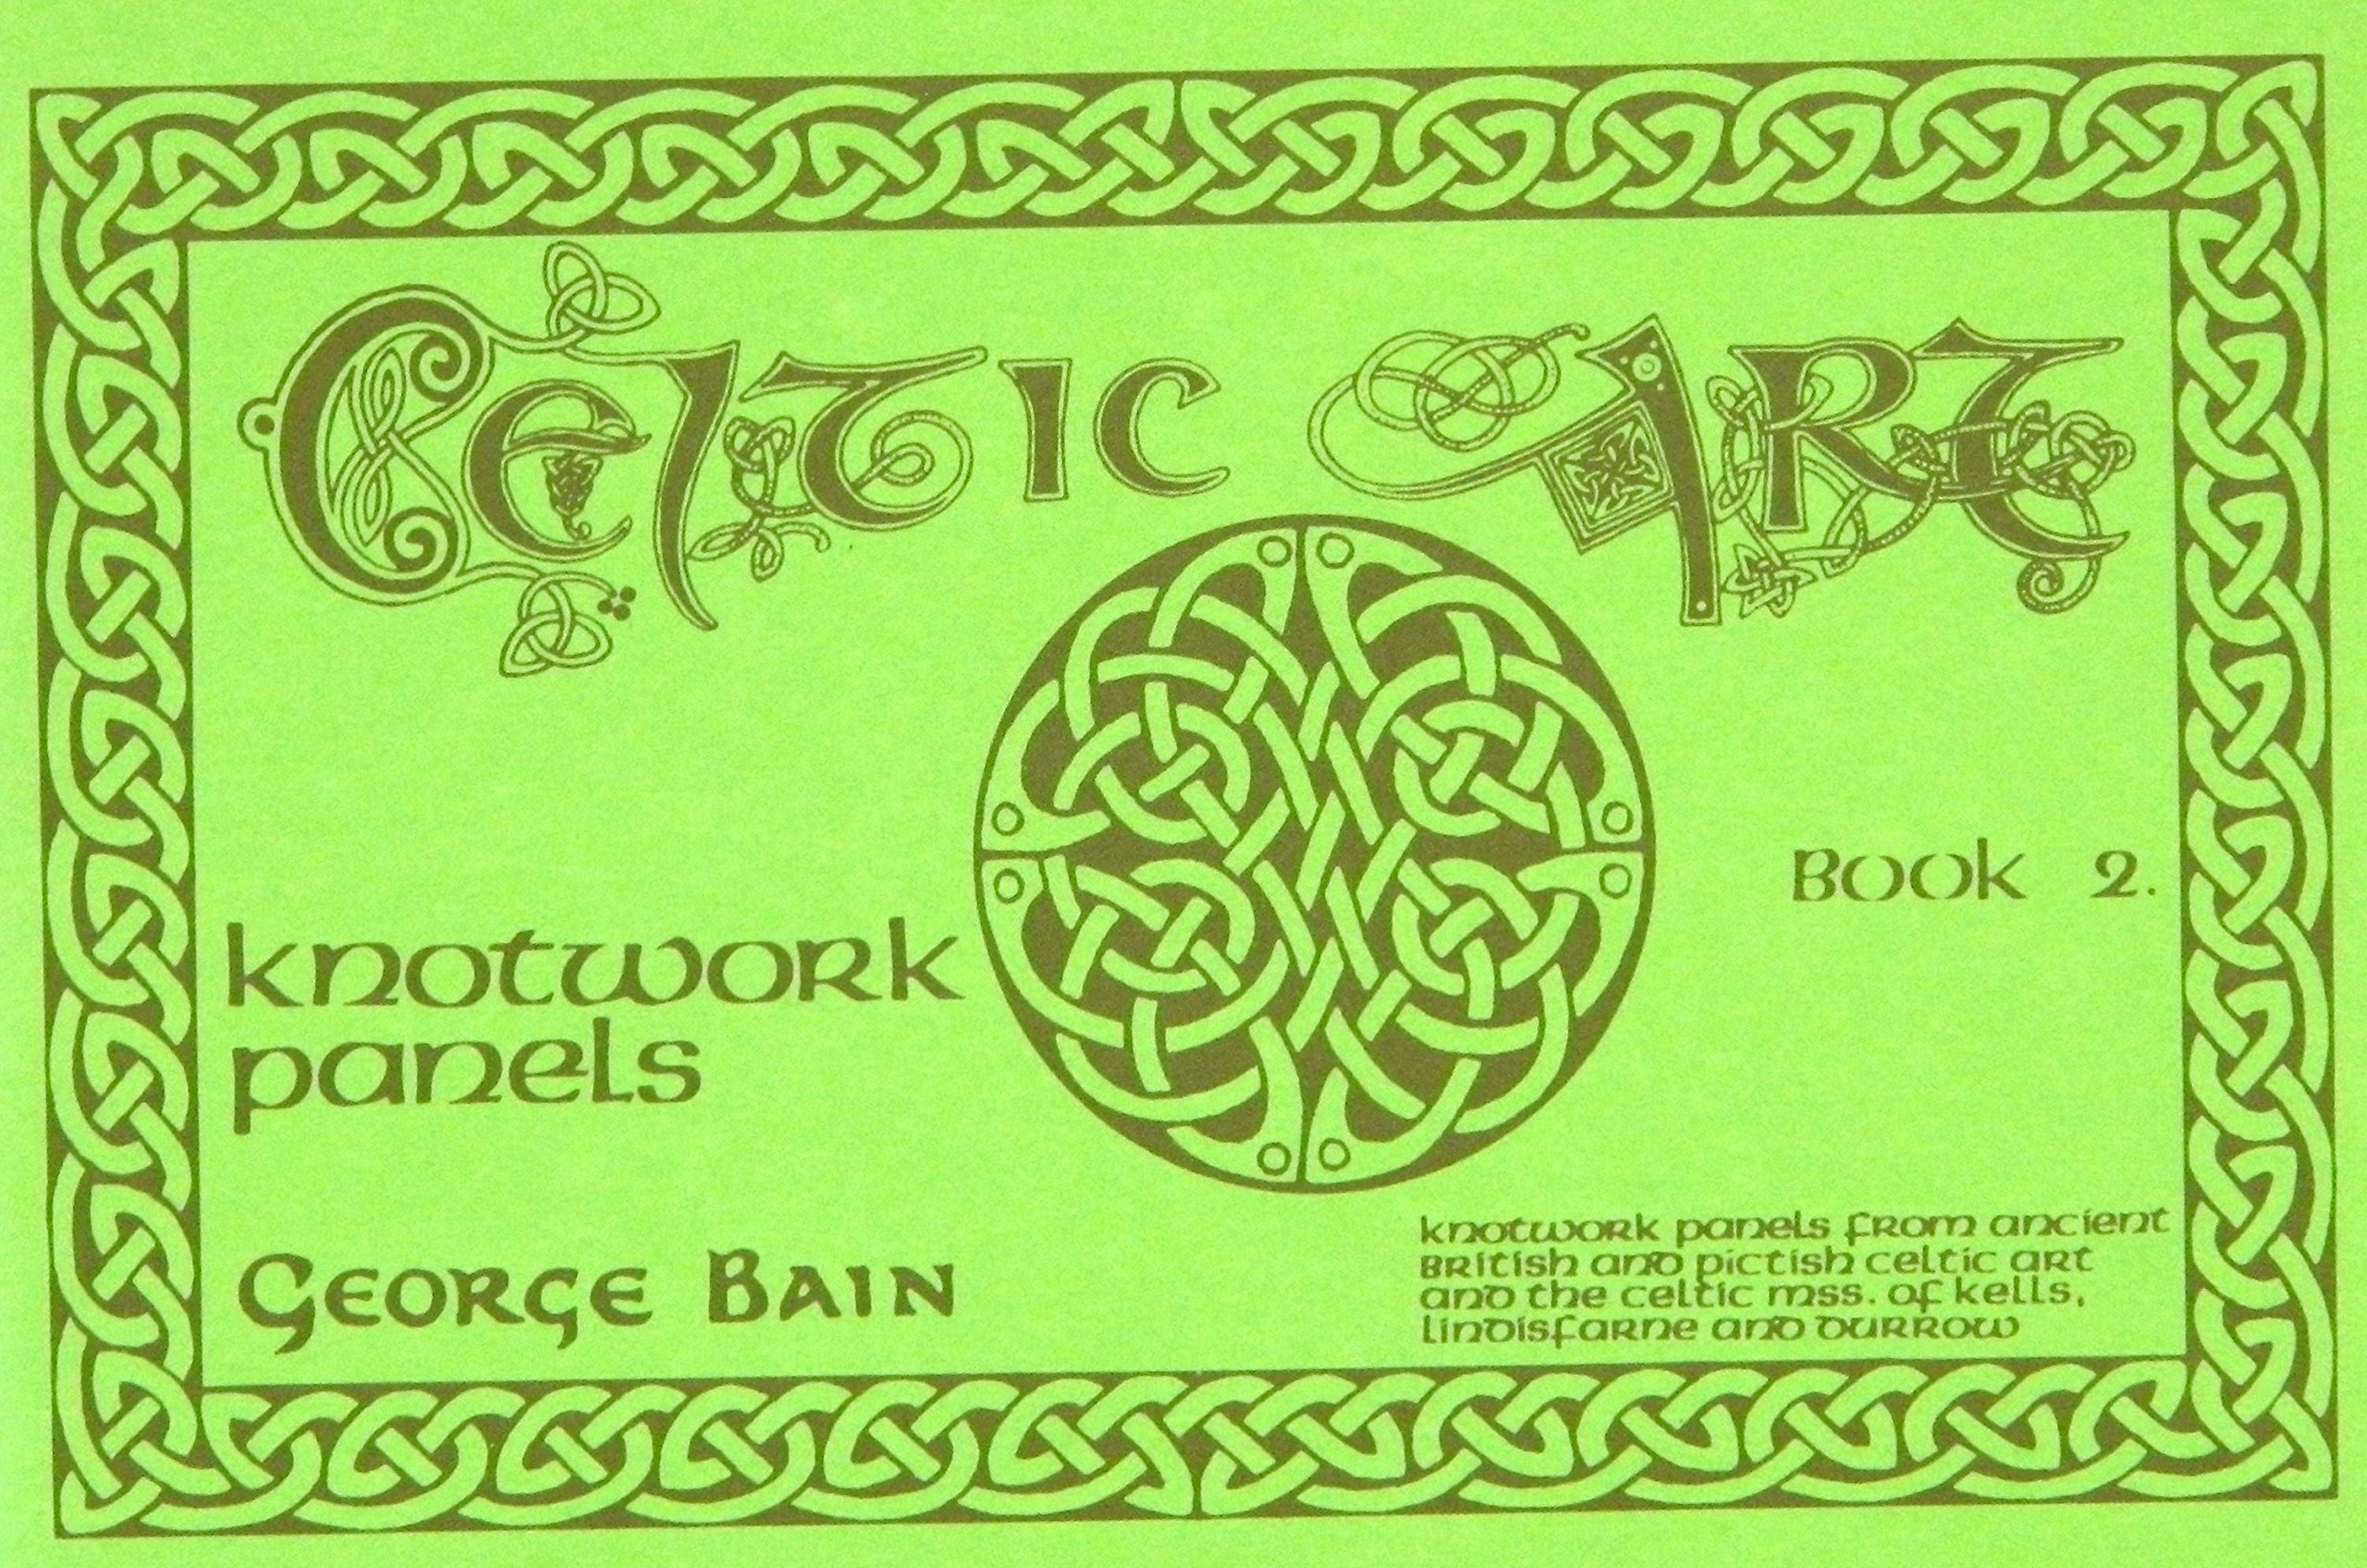 Celtic Art
Book 2.
knotwork
panels
George Bain
knotwork panels from ancient
British and pictish celtic art
and the celtic mss. of kells,
lindisfarne and durrow